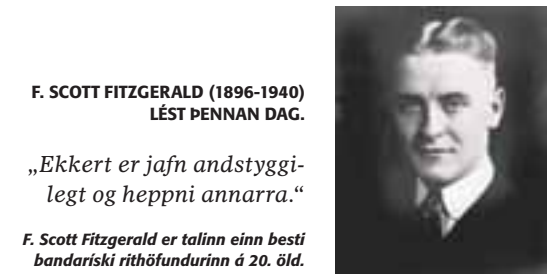 F. SCOTT FITZGERALD (1896-1940)
LÉST ÞENNAN DAG.
„Ekkert er jafn andstyggi-
legt og heppni annarra.“
F. Scott Fitzgerald er talinn einn besti
bandaríski rithöfundurinn á 20. öld.